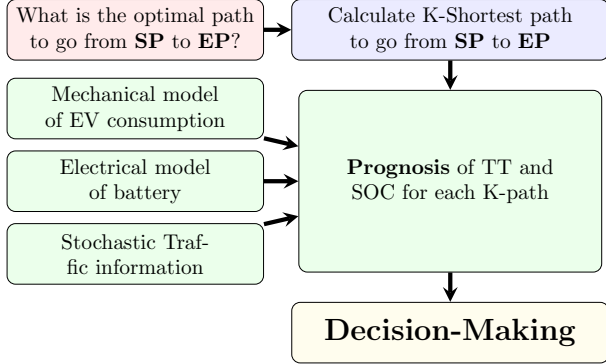 What is the optimal path
to go from SP to EP?
Calculate K-Shortest path
to go from SP to EP
Mechanical model
of EV consumption
Electrical model
of battery
Stochastic Traf-
fic information
Prognosis of TT and
SOC for each K-path
Decision-Making